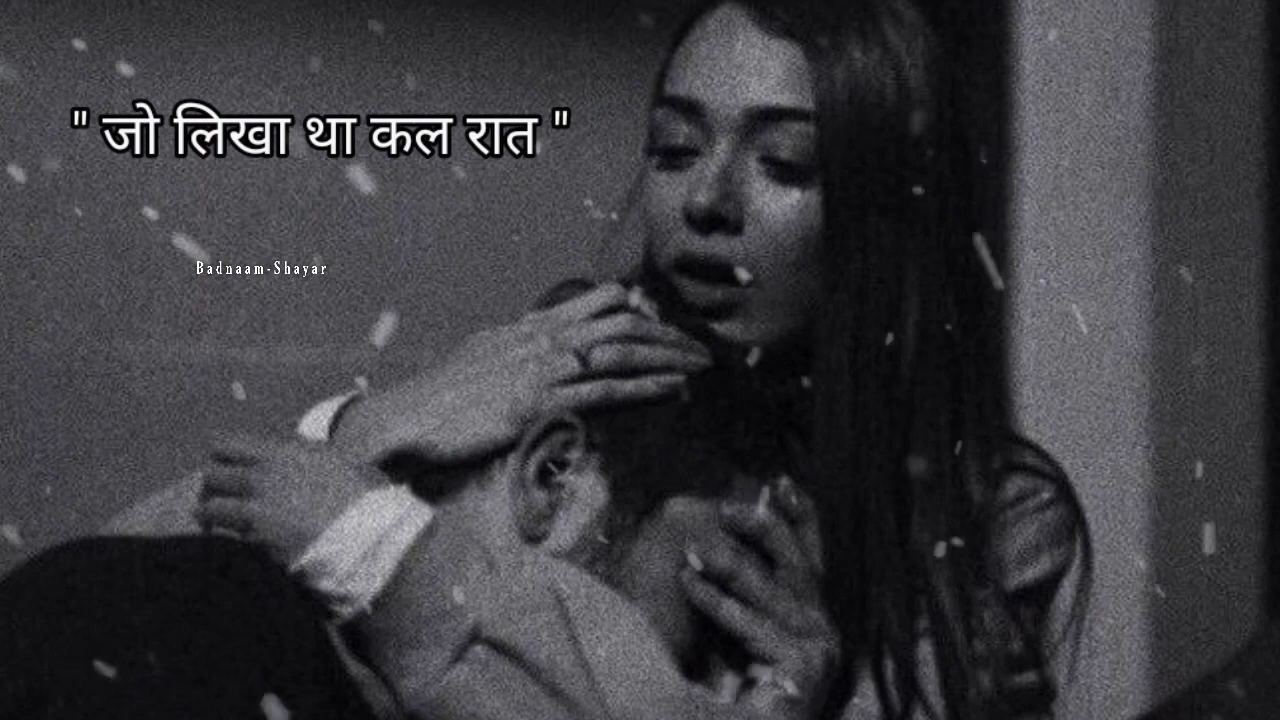 " जो लिखा था कल रात "
Badnaam-Shayar